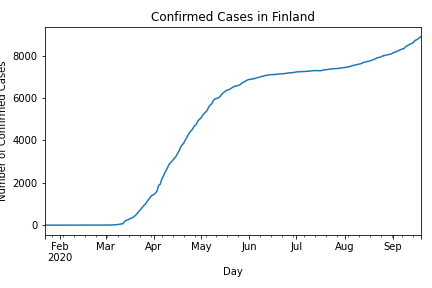 Confirmed Cases in Finland
Number of Confirmed Cases
8000
6000
4000
2000
0
Feb Mar Apr May Jun Jul Aug Sep
2020
Day